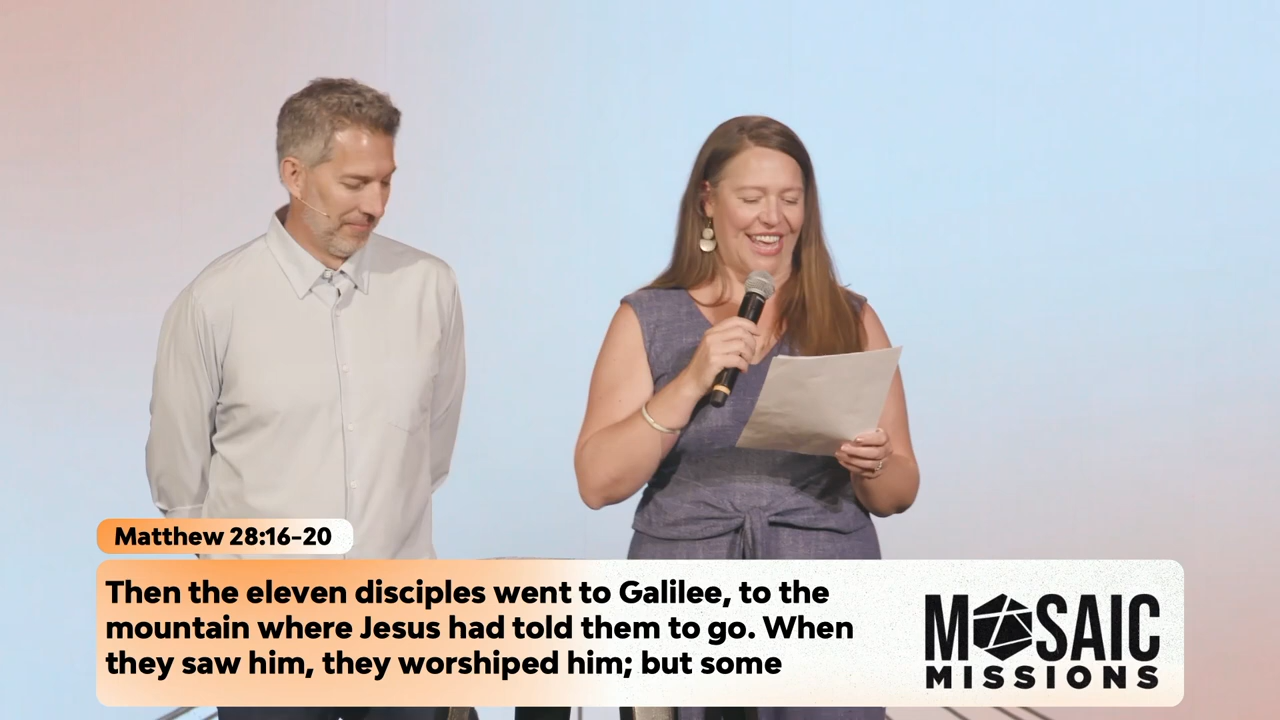 Matthew 28:16-20
Then the eleven disciples went to Galilee, to the
mountain where Jesus had told them to go. When
they saw him, they worshiped him; but some
MOSAIC
MISSIONS